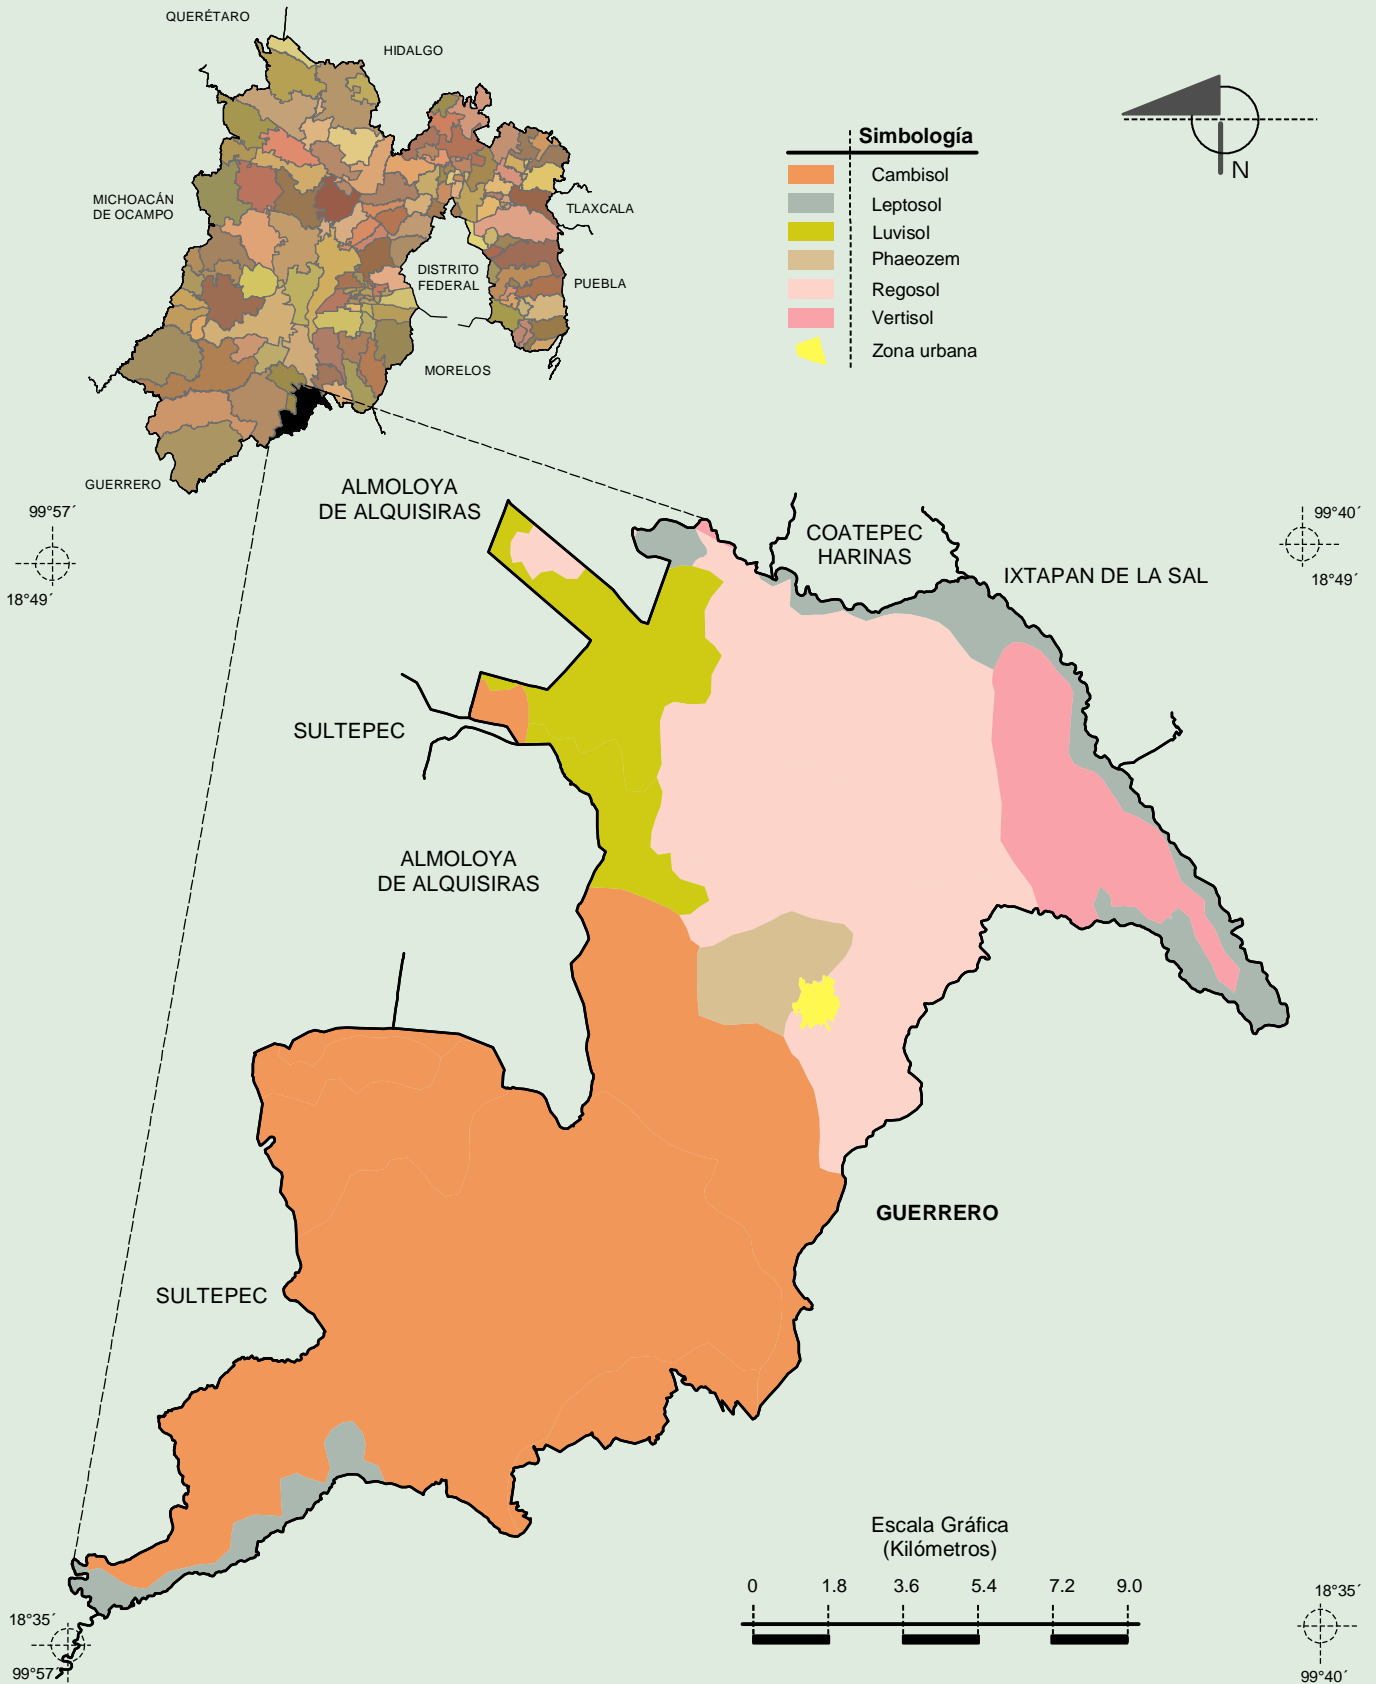 QUERÉTARO
HIDALGO
MICHOACÁN
DE OCAMPO
TLAXCALA
DISTRITO
FEDERAL
PUEBLA
MORELOS
GUERRERO
Simbología
Cambisol
Leptosol
Luvisol
Phaeozem
Regosol
Vertisol
Zona urbana
N
99°57´
18°49´
99°40´
18°49´
ALMOLOYA
DE ALQUISIRAS
COATEPEC
HARINAS
IXTAPAN DE LA SAL
SULTEPEC
ALMOLOYA
DE ALQUISIRAS
GUERRERO
SULTEPEC
Escala Gráfica
(Kilómetros)
0 1.8 3.6 5.4 7.2 9.0
18°35´
99°57´
18°35´
99°40´